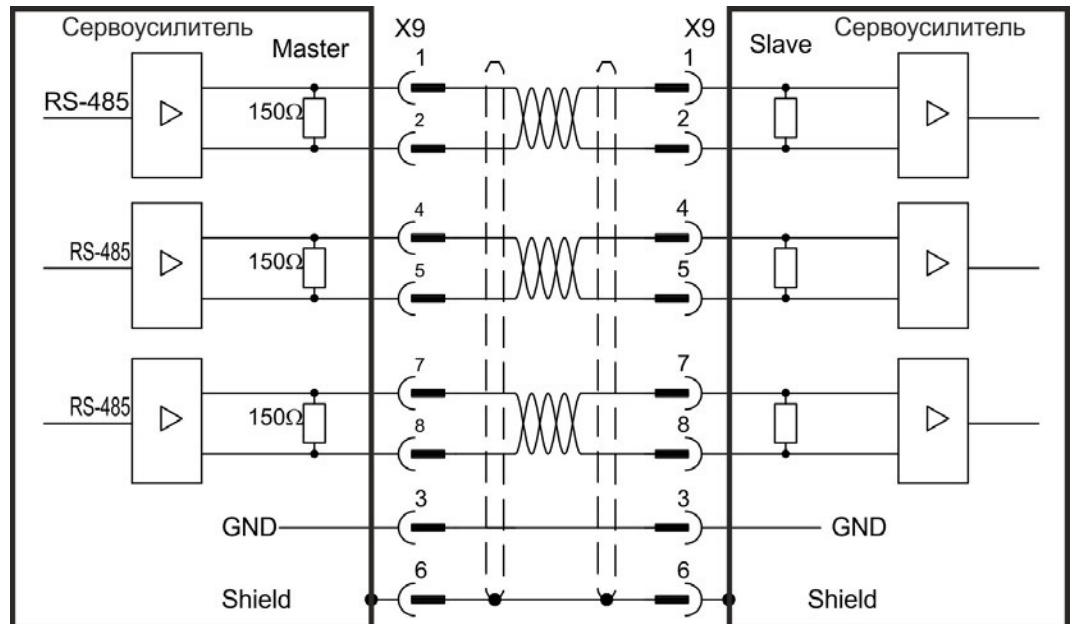 Сервоусилитель
Master
X9
X9
Slave
Сервоусилитель
1
1
RS-485
150Ω
2
2
4
4
RS-485
150Ω
5
5
7
7
RS-485
150Ω
8
8
3
3
GND
GND
6
6
Shield
Shield